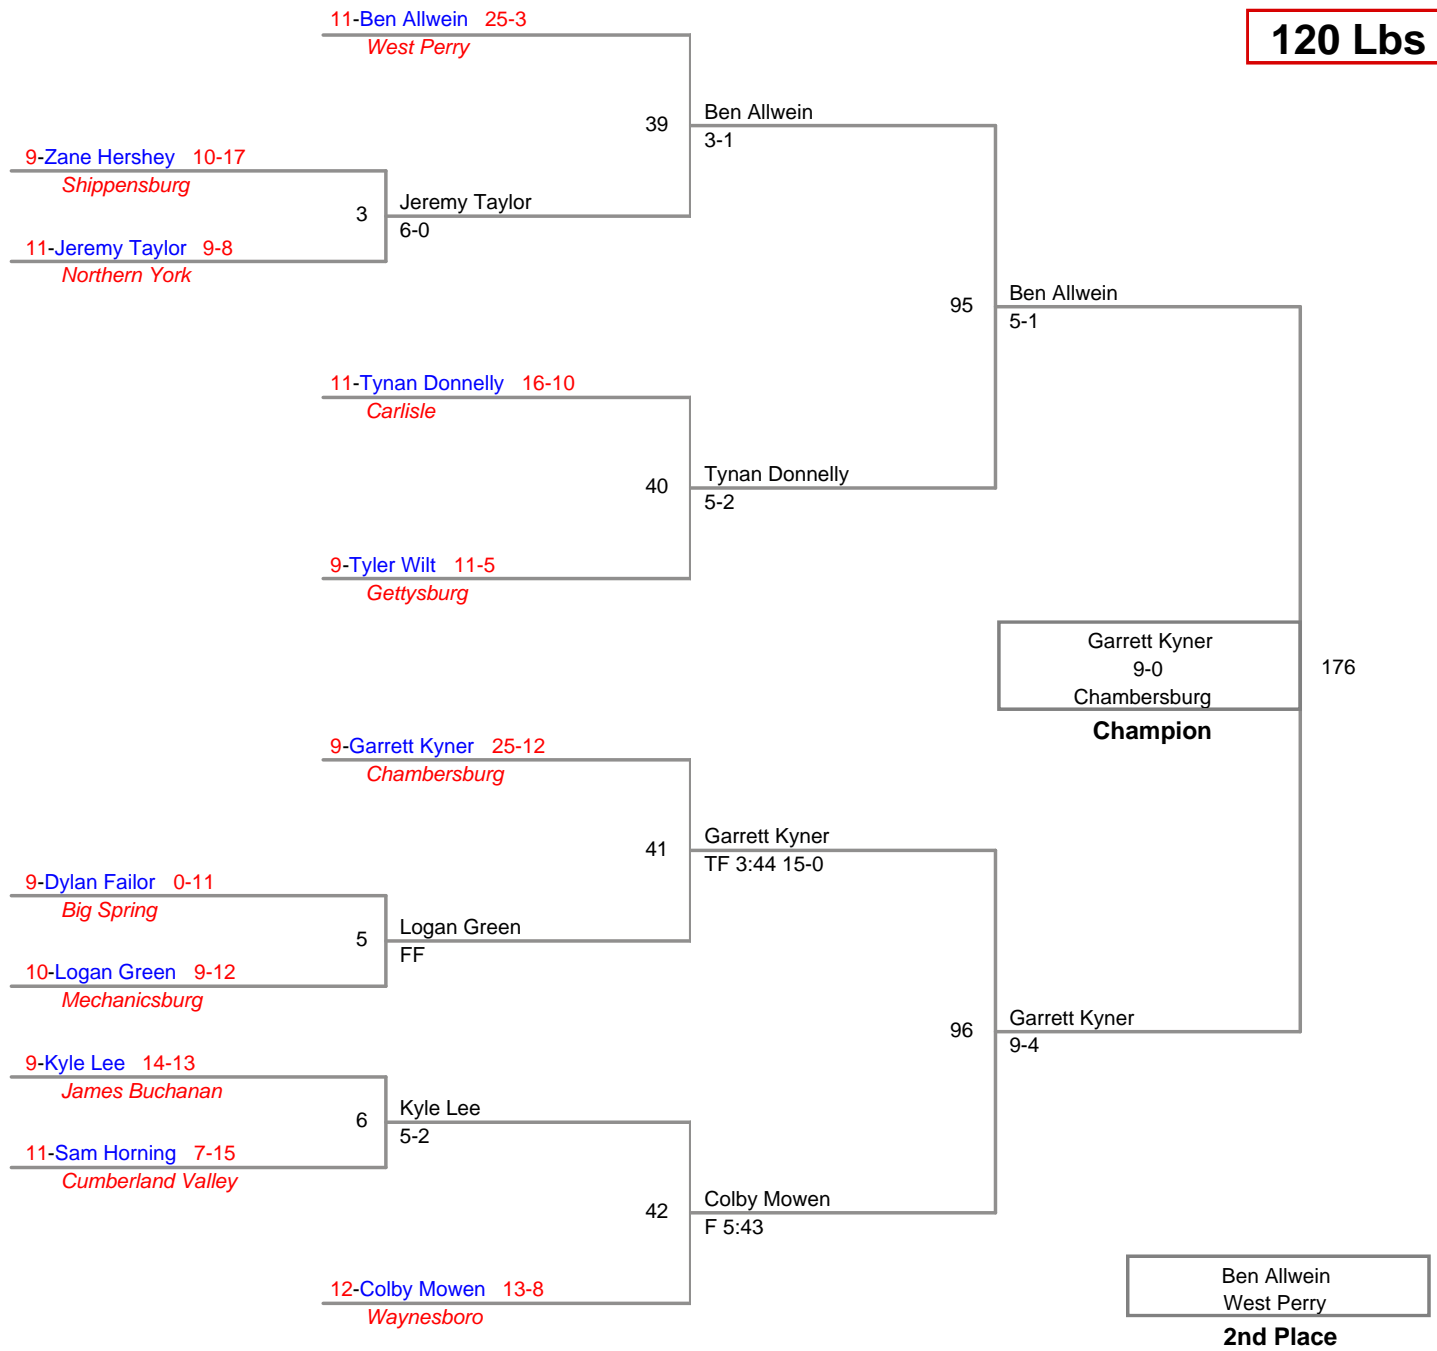 11-Ben Allwein 25-3
West Perry
120 Lbs
39
Ben Allwein
3-1
9-Zane Hershey 10-17
Shippensburg
3
Jeremy Taylor
6-0
11-Jeremy Taylor 9-8
Northern York
95
Ben Allwein
5-1
11-Tynan Donnelly 16-10
Carlisle
40
Tynan Donnelly
5-2
9-Tyler Wilt 11-5
Gettysburg
Garrett Kyner
9-0
Chambersburg
176
Champion
9-Garrett Kyner 25-12
Chambersburg
41
Garrett Kyner
TF 3:44 15-0
9-Dylan Failor 0-11
Big Spring
5
Logan Green
FF
10-Logan Green 9-12
Mechanicsburg
96
Garrett Kyner
9-4
9-Kyle Lee 14-13
James Buchanan
6
Kyle Lee
5-2
11-Sam Horning 7-15
Cumberland Valley
42
Colby Mowen
F 5:43
12-Colby Mowen 13-8
Waynesboro
Ben Allwein
West Perry
2nd Place